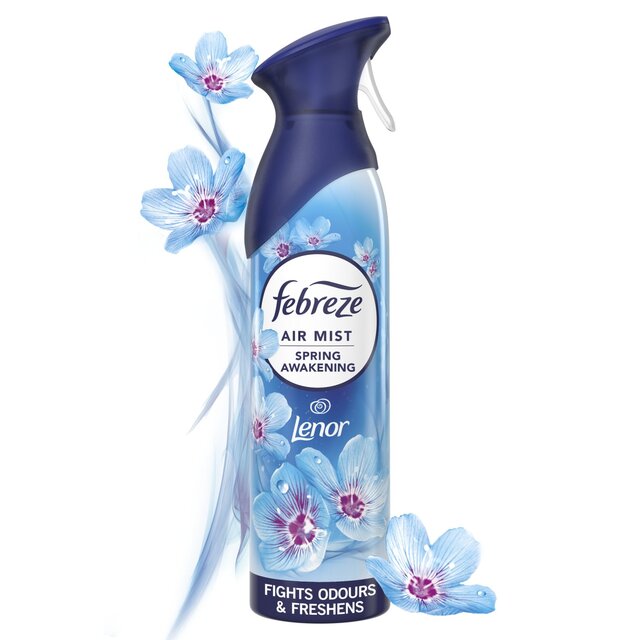 febreze
AIR MIST
SPRING
AWAKENING
Lenor
FIGHTS ODOURS
& FRESHENS